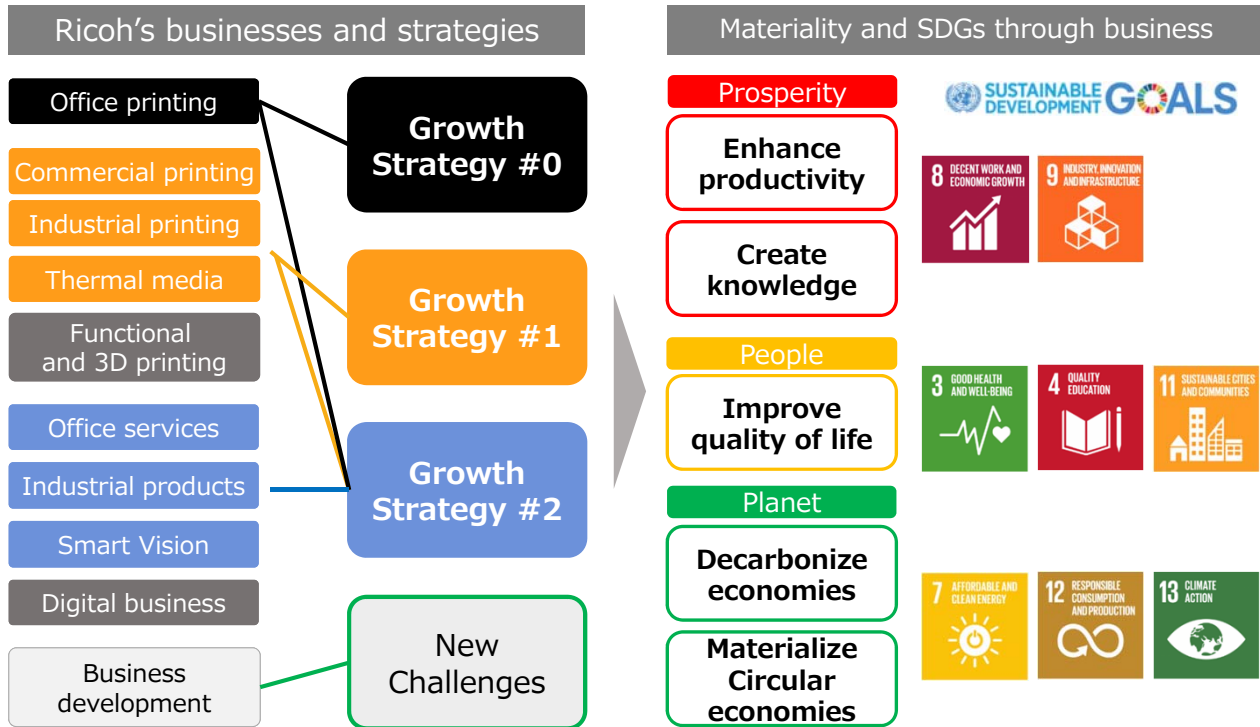 Ricoh’s businesses and strategies
Office printing
Commercial printing
Industrial printing
Thermal media
Functional
and 3D printing
Office services
Industrial products
Smart Vision
Digital business
Business
development
Growth
Strategy #0
Growth
Strategy #1
Growth
Strategy #2
New
Challenges
Materiality and SDGs through business
Prosperity
Enhance
productivity
Create
knowledge
People
Improve
quality of life
Planet
Decarbonize
economies
Materialize
Circular
economies
SUSTAINABLE
DEVELOPMENT GOALS
8 DECENT WORK AND
ECONOMIC GROWTH
9 INDUSTRY, INNOVATION
AND INFRASTRUCTURE
3 GOOD HEALTH
AND WELL-BEING
4 QUALITY
EDUCATION
11 SUSTAINABLE CITIES
AND COMMUNITIES
7 AFFORDABLE AND
CLEAN ENERGY
12 RESPONSIBLE
CONSUMPTION
AND PRODUCTION
13 CLIMATE
ACTION